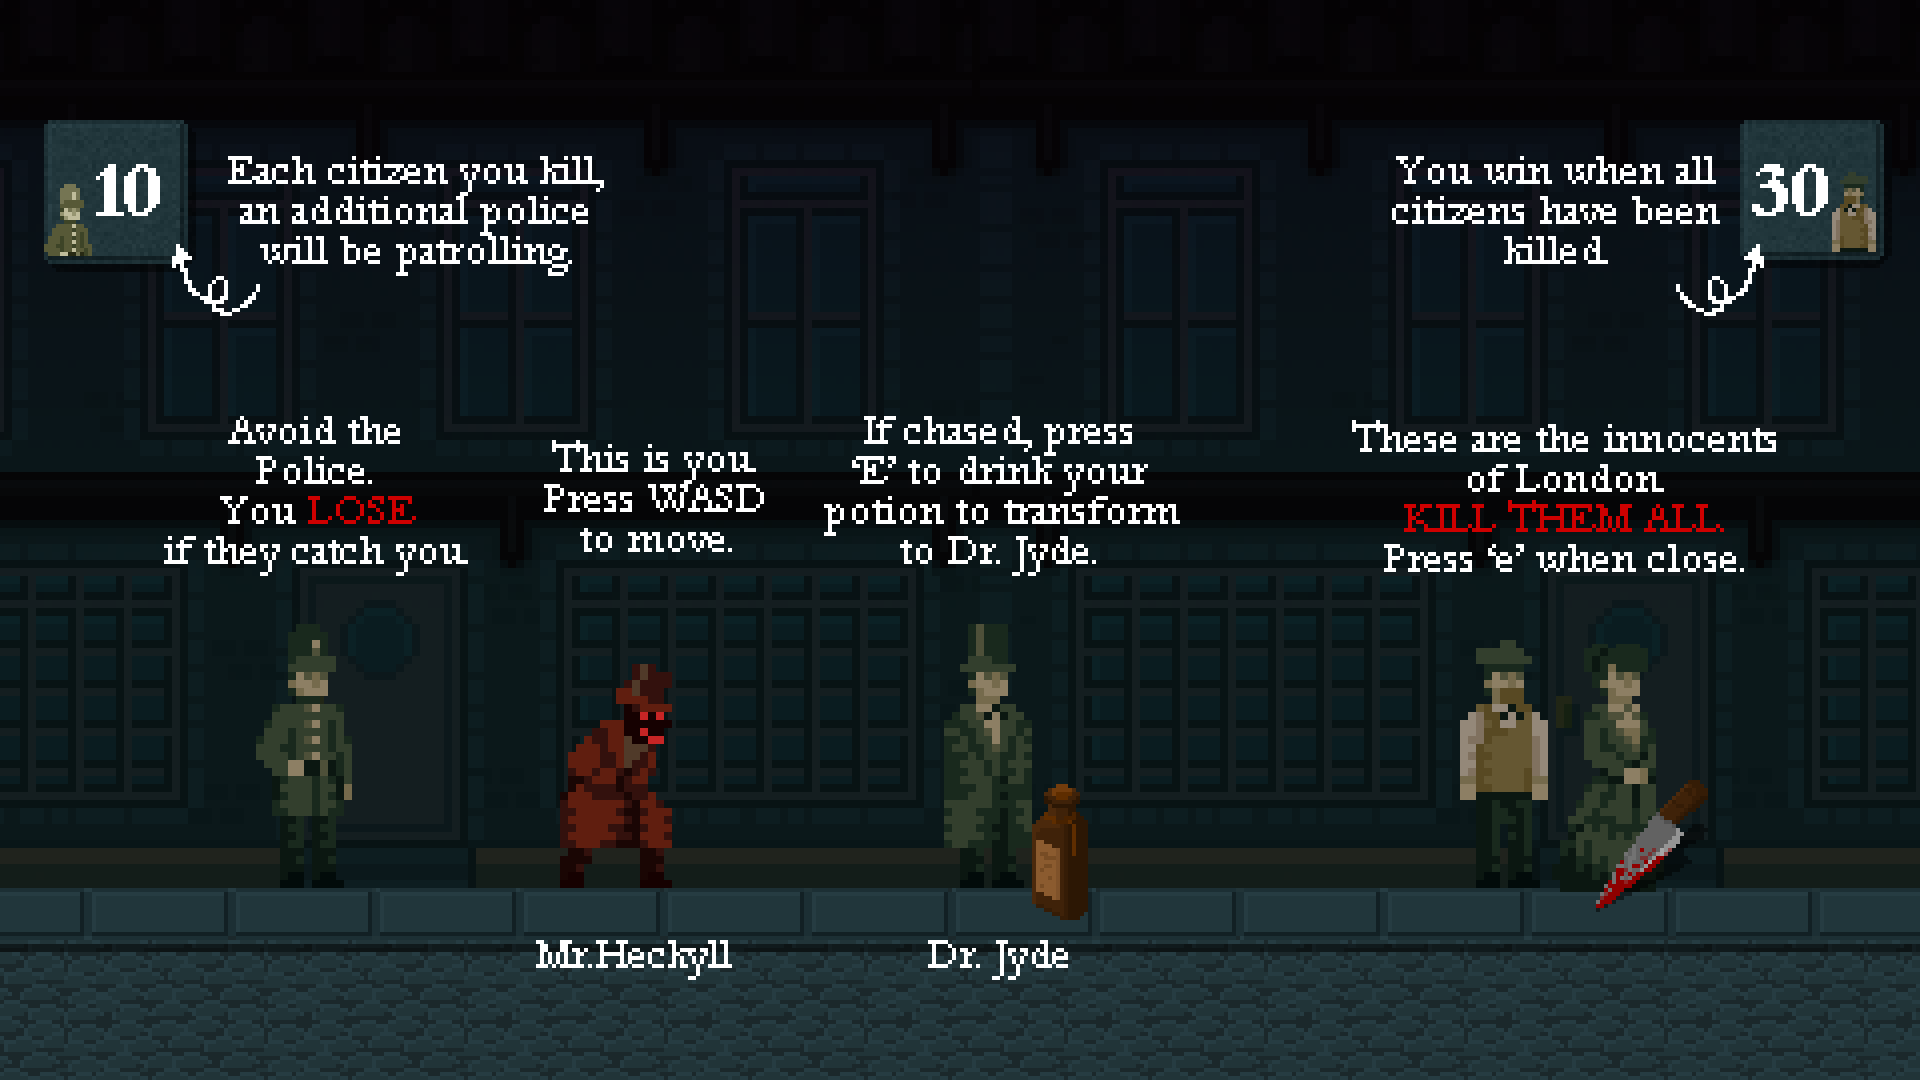 10
Each citizen you kill,
an additional police
will be patrolling.
You win when all
citizens have been
killed.
30
Avoid the
Police.
You LOSE
if they catch you.
This is you.
Press WASD
to move.
If chased, press
'E' to drink your
potion to transform
to Dr. Jyde.
These are the innocents
of London.
KILL THEM ALL.
Press 'e' when close.
Mr.Heckyll
Dr. Jyde